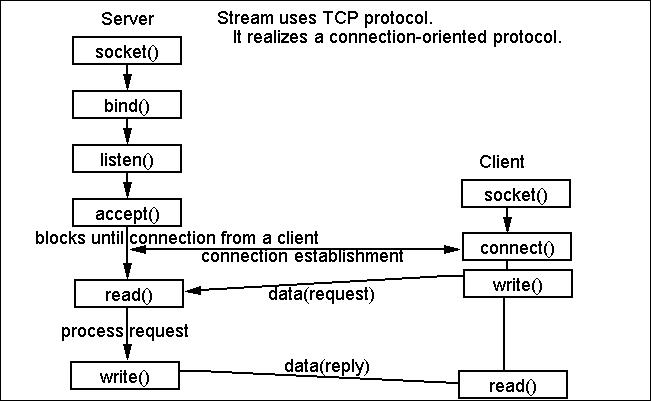 Server
Stream uses TCP protocol.
It realizes a connection-oriented protocol.
socket()
bind()
listen()
Client
socket()
accept()
blocks until connection from a client
connection establishment
connect()
read()
data(request)
write()
process request
write()
data(reply)
read()